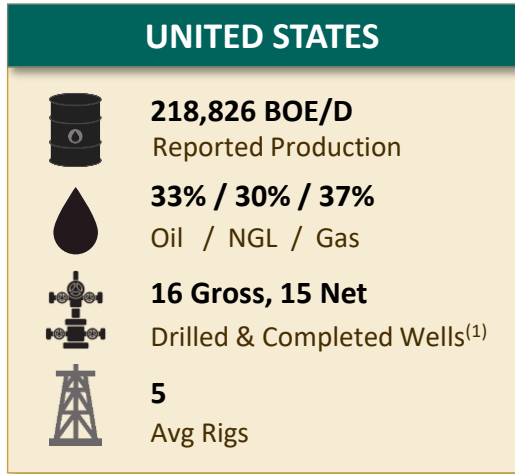 UNITED STATES
218,826 BOE/D
Reported Production
33% / 30% / 37%
Oil / NGL / Gas
16 Gross, 15 Net
Drilled & Completed Wells(1)
5
Avg Rigs